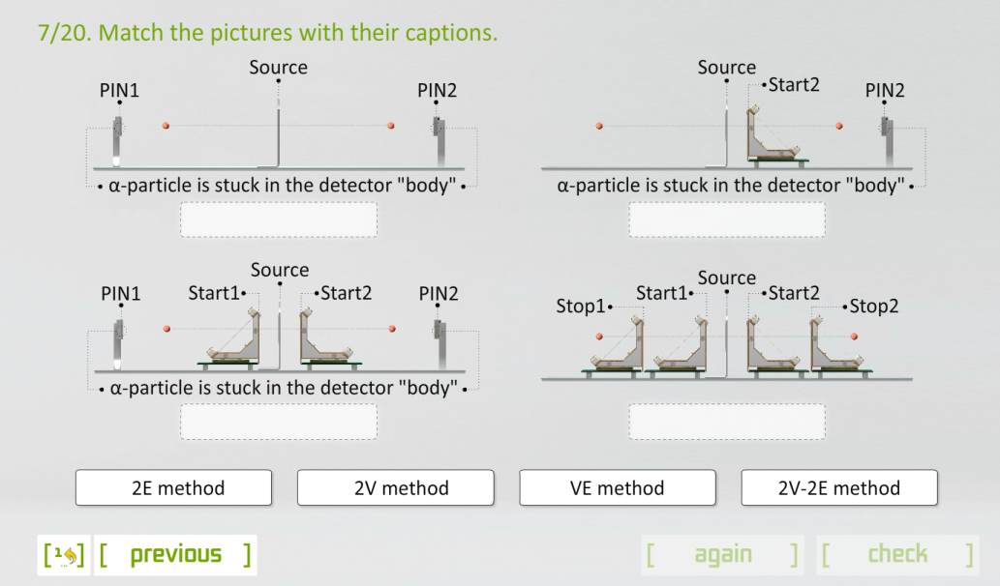 7/20. Match the pictures with their captions.
Source
PIN1
PIN2
α-particle is stuck in the detector "body"
Source
Start2
PIN2
α-particle is stuck in the detector "body"
Source
PIN1
Start1
Start2
PIN2
α-particle is stuck in the detector "body"
Source
Stop1
Start1
Start2
Stop2
2E method
2V method
VE method
2V-2E method
[1...]
[ previous ]
[ again ]
[ check ]